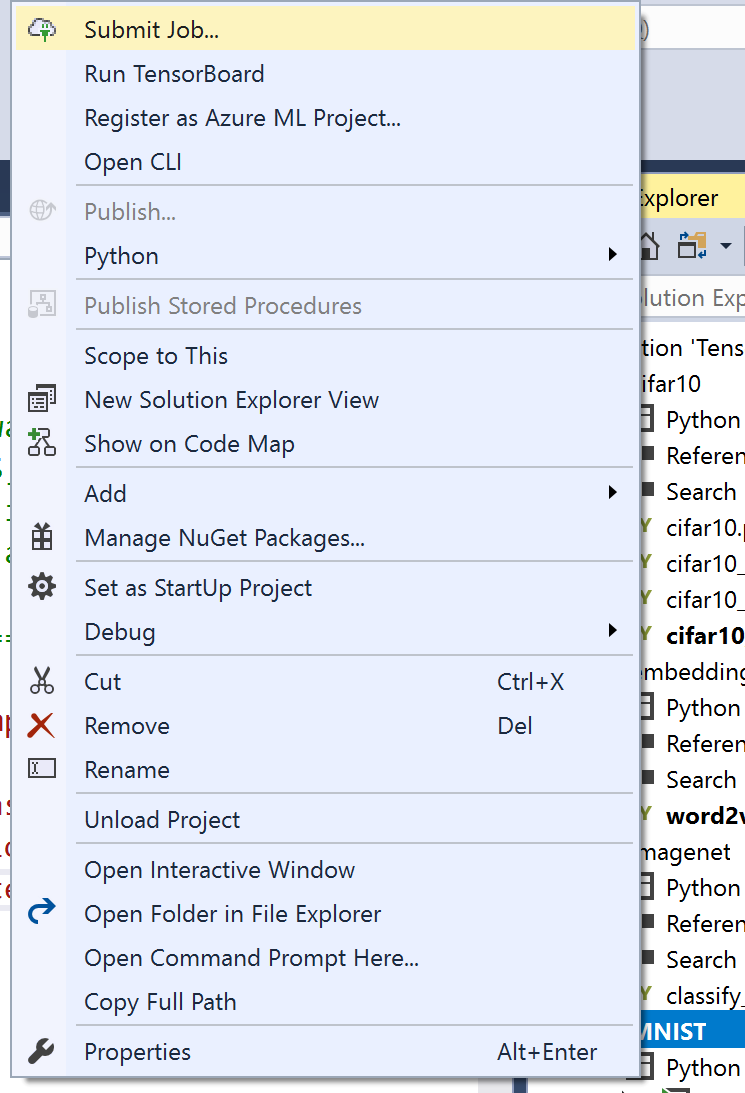 Submit Job...
Run TensorBoard
Register as Azure ML Project...
Open CLI
Publish...
Python
Publish Stored Procedures
Scope to This
New Solution Explorer View
Show on Code Map
Add
Manage NuGet Packages...
Set as StartUp Project
Debug
Cut Ctrl+X
Remove Del
Rename
Unload Project
Open Interactive Window
Open Folder in File Explorer
Open Command Prompt Here...
Copy Full Path
Properties Alt+Enter
xplorer
lution Exp
tion 'Tens
ifar10
Python
Referen
Search
cifar10.p
cifar10_
cifar10_
cifar10
mbedding
Python
Referen
Search
word2v
magenet
Python
Referen
Search
classify_
MNIST
Python